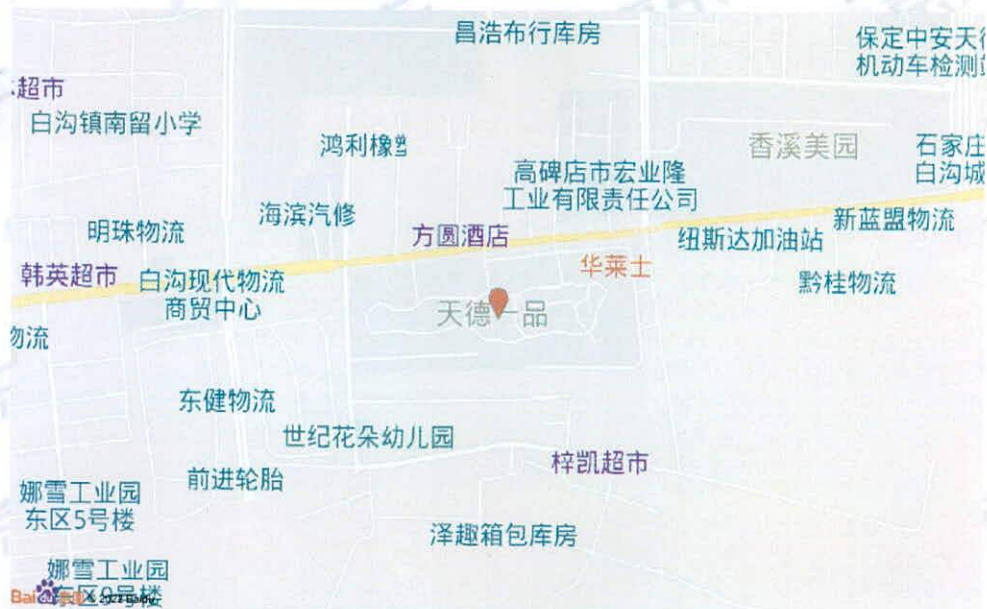 昌浩布行库房
保定中安天
机动车检测
超市
白沟镇南留小学
鸿利橡
香溪美园
石家庄
白沟城
高碑店市宏业隆
工业有限责任公司
海滨汽修
明珠物流
方圆酒店
纽斯达加油站
新蓝盟物流
韩英超市
白沟现代物流
商贸中心
华莱士
黔桂物流
天德一品
物流
东健物流
世纪花朵幼儿园
梓凯超市
前进轮胎
娜雪工业园
东区5号楼
泽趣箱包库房
娜雪工业园
东区9号楼
Bai